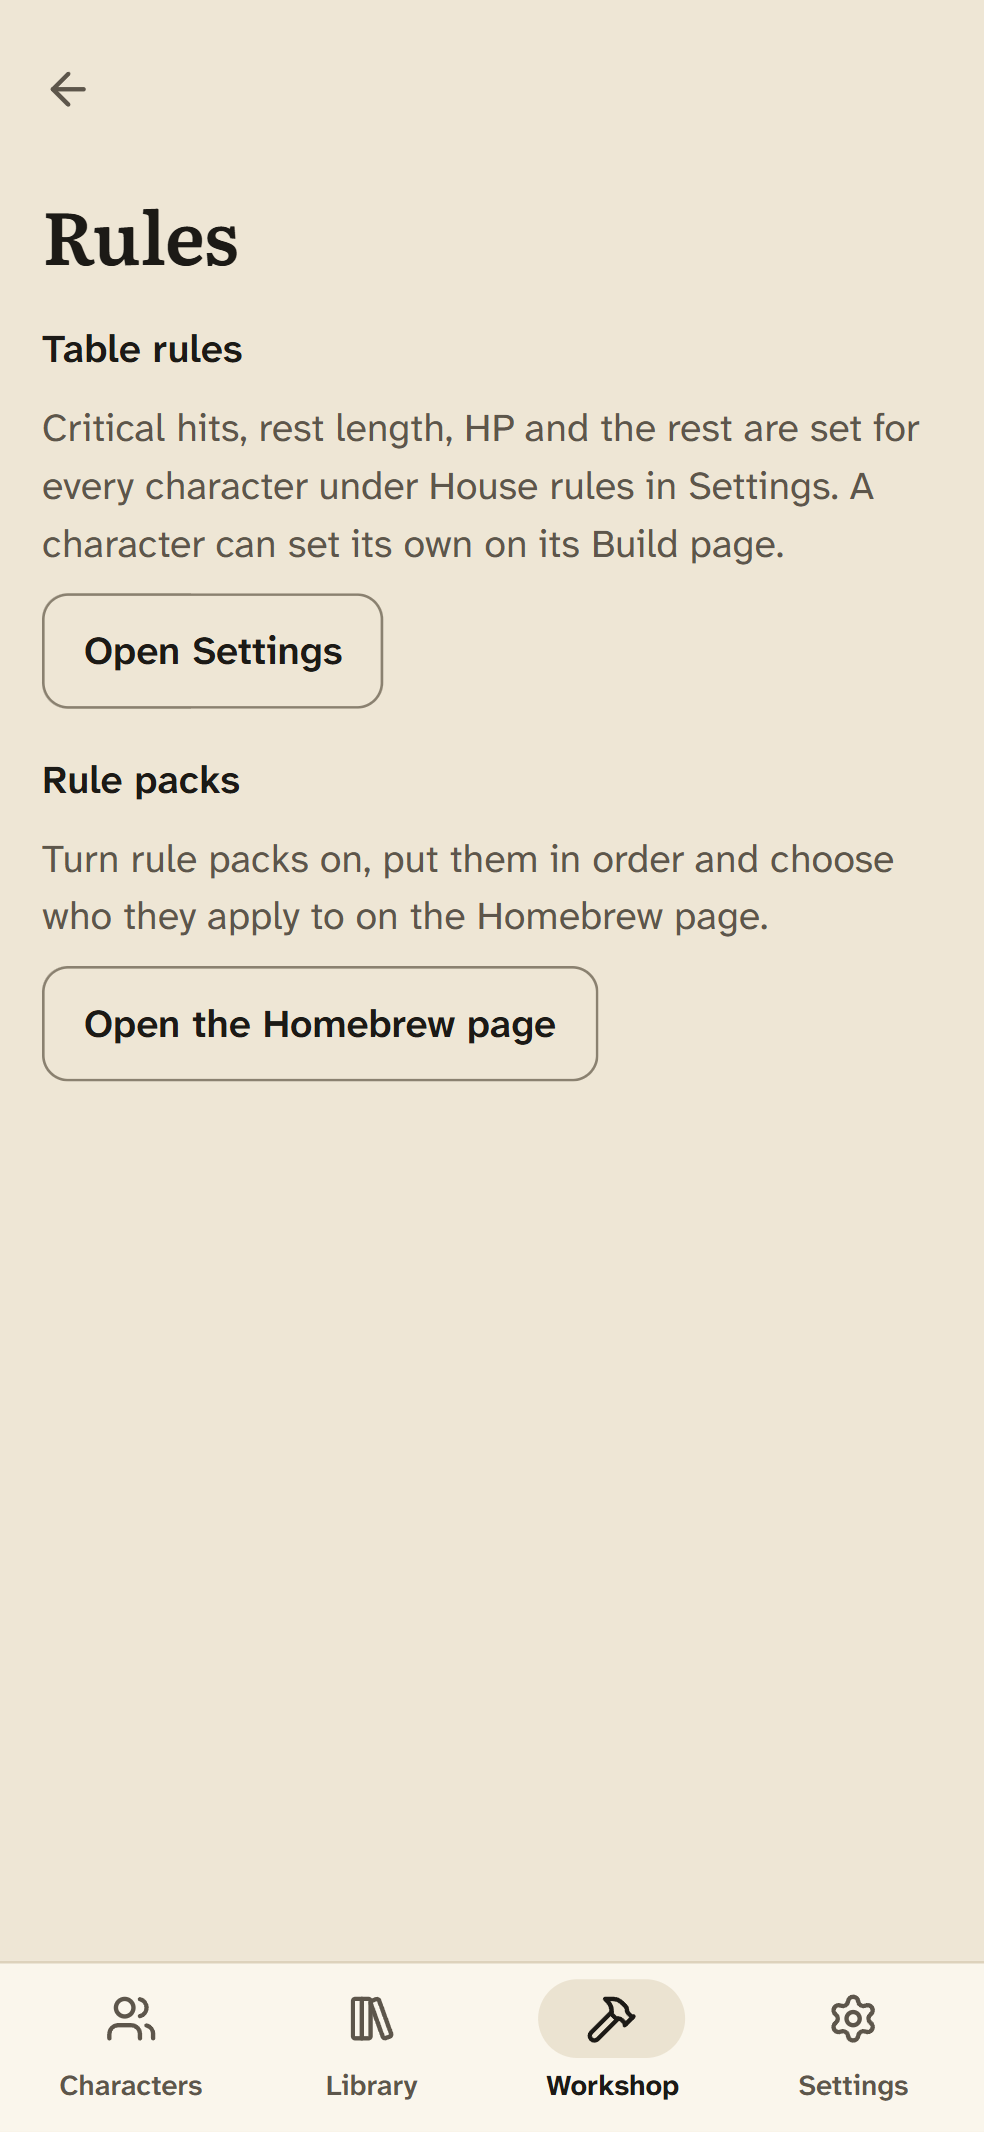 Rules
Table rules
Critical hits, rest length, HP and the rest are set for
every character under House rules in Settings. A
character can set its own on its Build page.
Open Settings
Rule packs
Turn rule packs on, put them in order and choose
who they apply to on the Homebrew page.
Open the Homebrew page
Characters
Library
Workshop
Settings